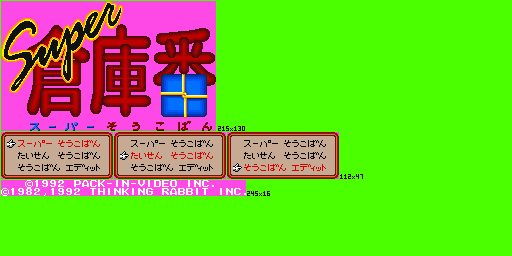 Super
倉庫番
スーパー そうこばん
215x130
スーパー そうこばん
たいせん そうこばん
そうこばん エディット
スーパー そうこばん
たいせん そうこばん
そうこばん エディット
スーパー そうこばん
たいせん そうこばん
そうこばん エディット
112x47
©1992 PACK-IN-VIDEO INC.
©1982,1992 THINKING RABBIT INC.
245x16